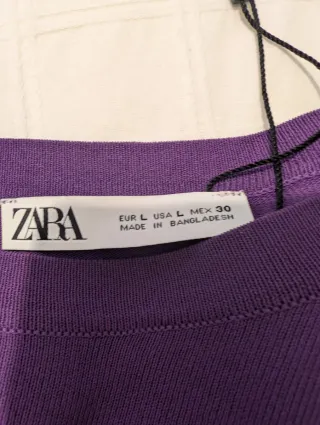 ZARA
EUR L USA L MEX 30
MADE IN BANGLADESH